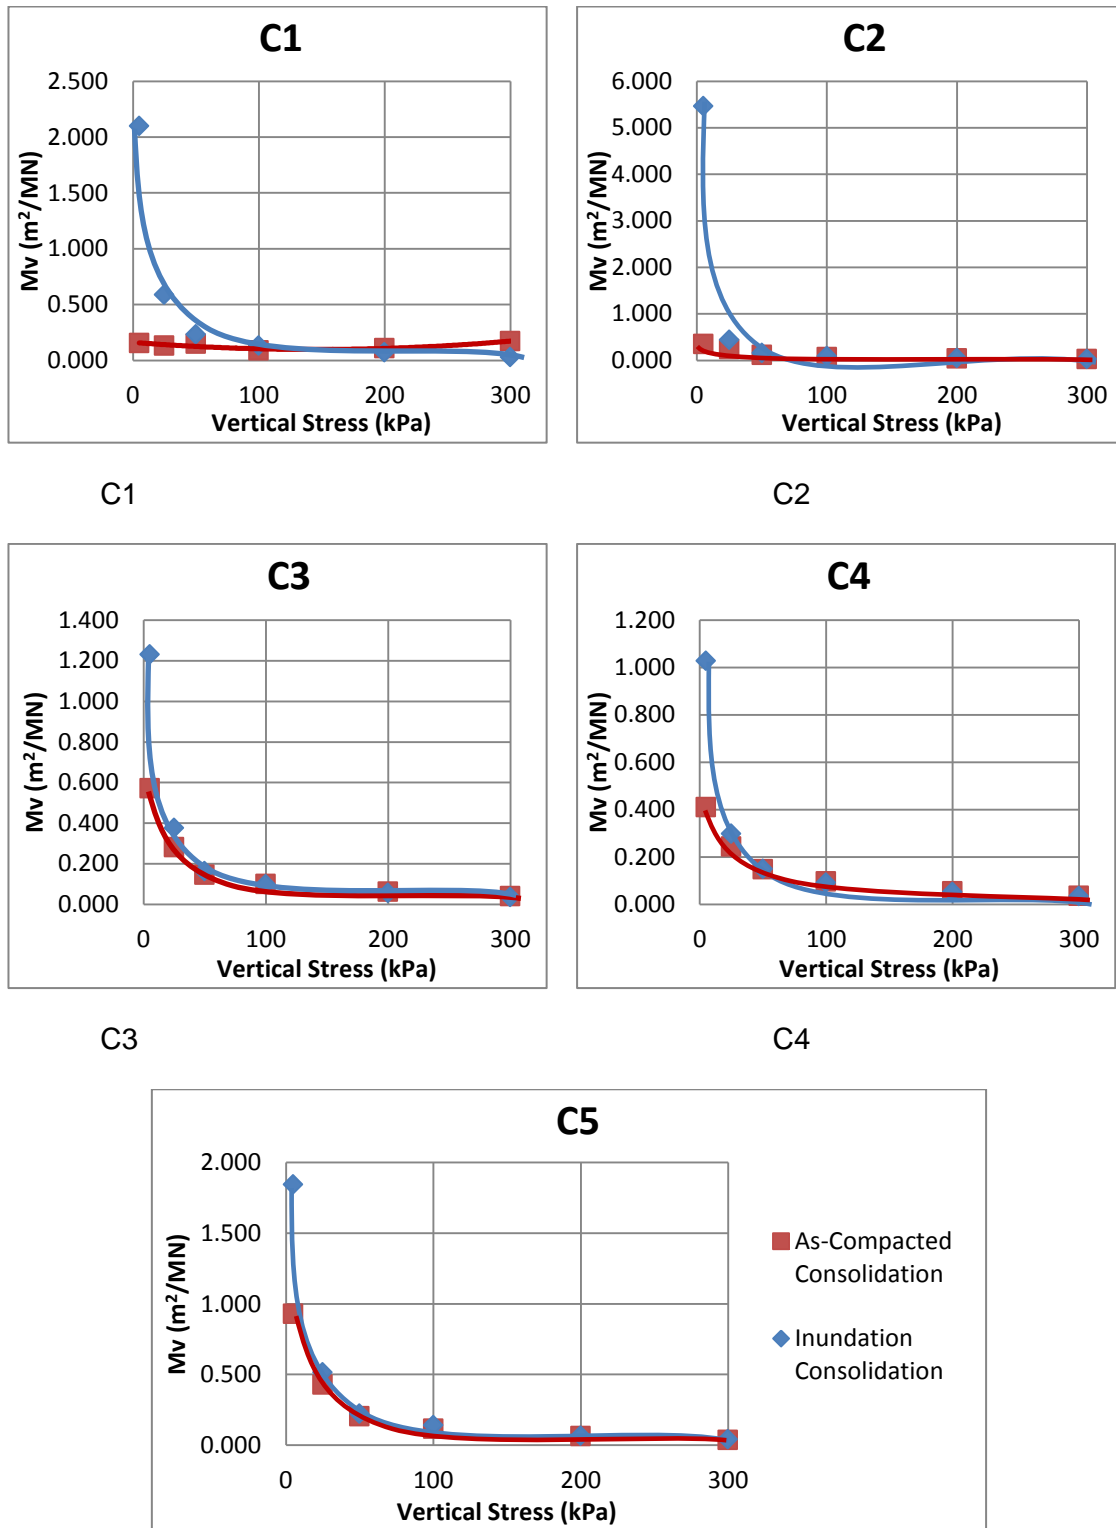 C1
2.500
2.000
1.500
1.000
0.500
0.000
0
100
200
300
Mv (m²/MN)
Vertical Stress (kPa)
C2
6.000
5.000
4.000
3.000
2.000
1.000
0.000
0
100
200
300
Mv (m²/MN)
Vertical Stress (kPa)
C1
C2
C3
1.400
1.200
1.000
0.800
0.600
0.400
0.200
0.000
0
100
200
300
Mv (m²/MN)
Vertical Stress (kPa)
C4
1.200
1.000
0.800
0.600
0.400
0.200
0.000
0
100
200
300
Mv (m²/MN)
Vertical Stress (kPa)
C3
C4
C5
2.000
1.500
1.000
0.500
0.000
0
100
200
300
Mv (m²/MN)
Vertical Stress (kPa)
As-Compacted
Consolidation
Inundation
Consolidation